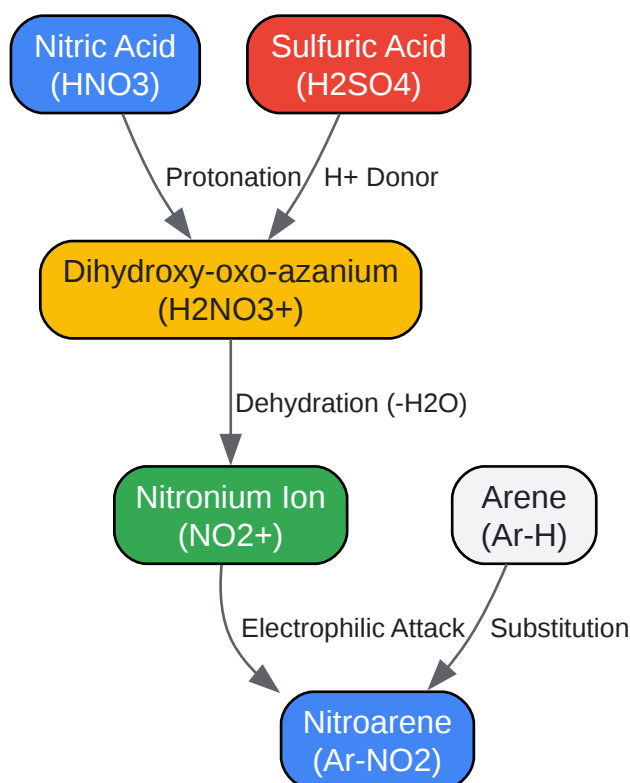 Nitric Acid
(HNO3)
Sulfuric Acid
(H2SO4)
Protonation
H+ Donor
Dihydroxy-oxo-azanium
(H2NO3+)
Dehydration (-H2O)
Nitronium Ion
(NO2+)
Arene
(Ar-H)
Electrophilic Attack
Substitution
Nitroarene
(Ar-NO2)